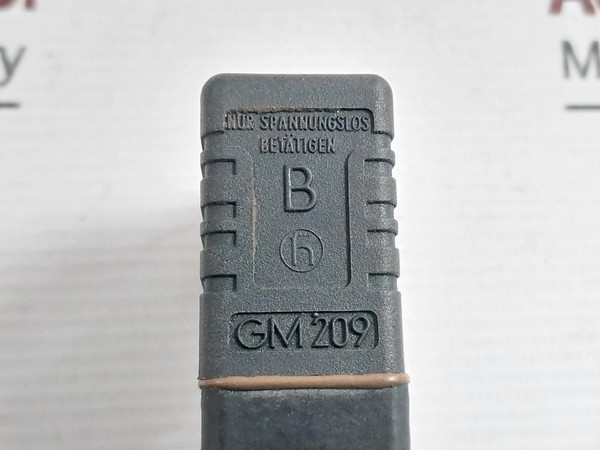 NUR SPANNUNGSLOS
BETÄTIGEN
B
h
GM 209